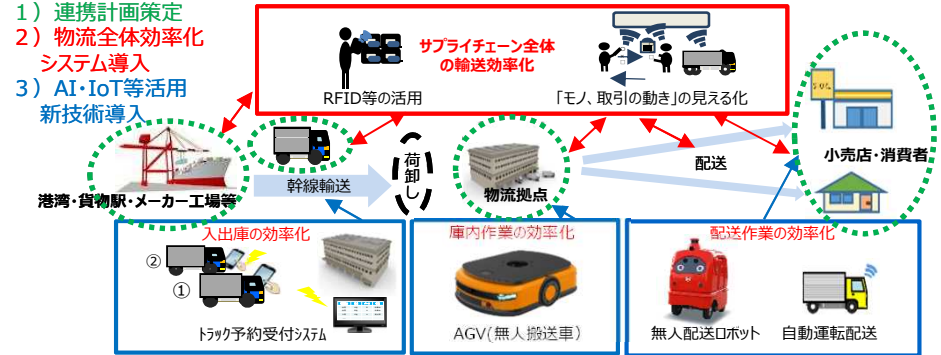 1）連携計画策定
2）物流全体効率化
システム導入
3）AI・IoT等活用
新技術導入
サプライチェーン全体
の輸送効率化
RFID等の活用
「モノ、取引の動き」の見える化
港湾・貨物駅・メーカー工場等
幹線輸送
荷卸し
物流拠点
配送
小売店・消費者
入出庫の効率化
②
①
トラック予約受付システム
庫内作業の効率化
AGV(無人搬送車)
配送作業の効率化
無人配送ロボット
自動運転配送